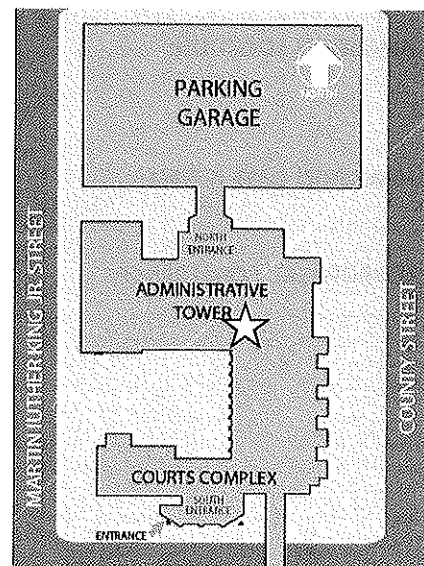 PARKING
GARAGE
NORTH
ENTRANCE
ADMINISTRATIVE
TOWER
MARTIN LUTHER KING JR STREET
COUNTY STREET
COURTS COMPLEX
SOUTH
ENTRANCE
ENTRANCE